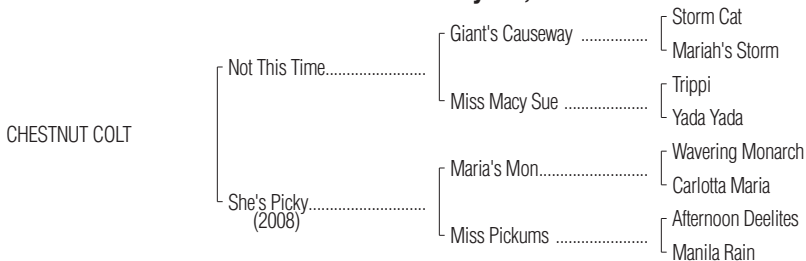 Storm Cat
Giant's Causeway ................
Mariah's Storm
Not This Time.......................
Trippi
Miss Macy Sue ....................
Yada Yada
CHESTNUT COLT
Wavering Monarch
Maria's Mon.........................
Carlotta Maria
She's Picky...........................
(2008)
Afternoon Deelites
Miss Pickums ......................
Manila Rain